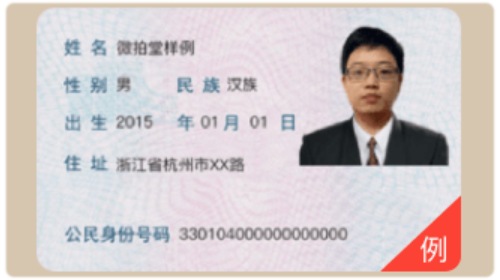 姓 名 微拍堂样例
性 别 男 民 族 汉族
出 生 2015 年 01 月 01 日
住 址 浙江省杭州市XX路
公民身份号码 330104000000000000
例